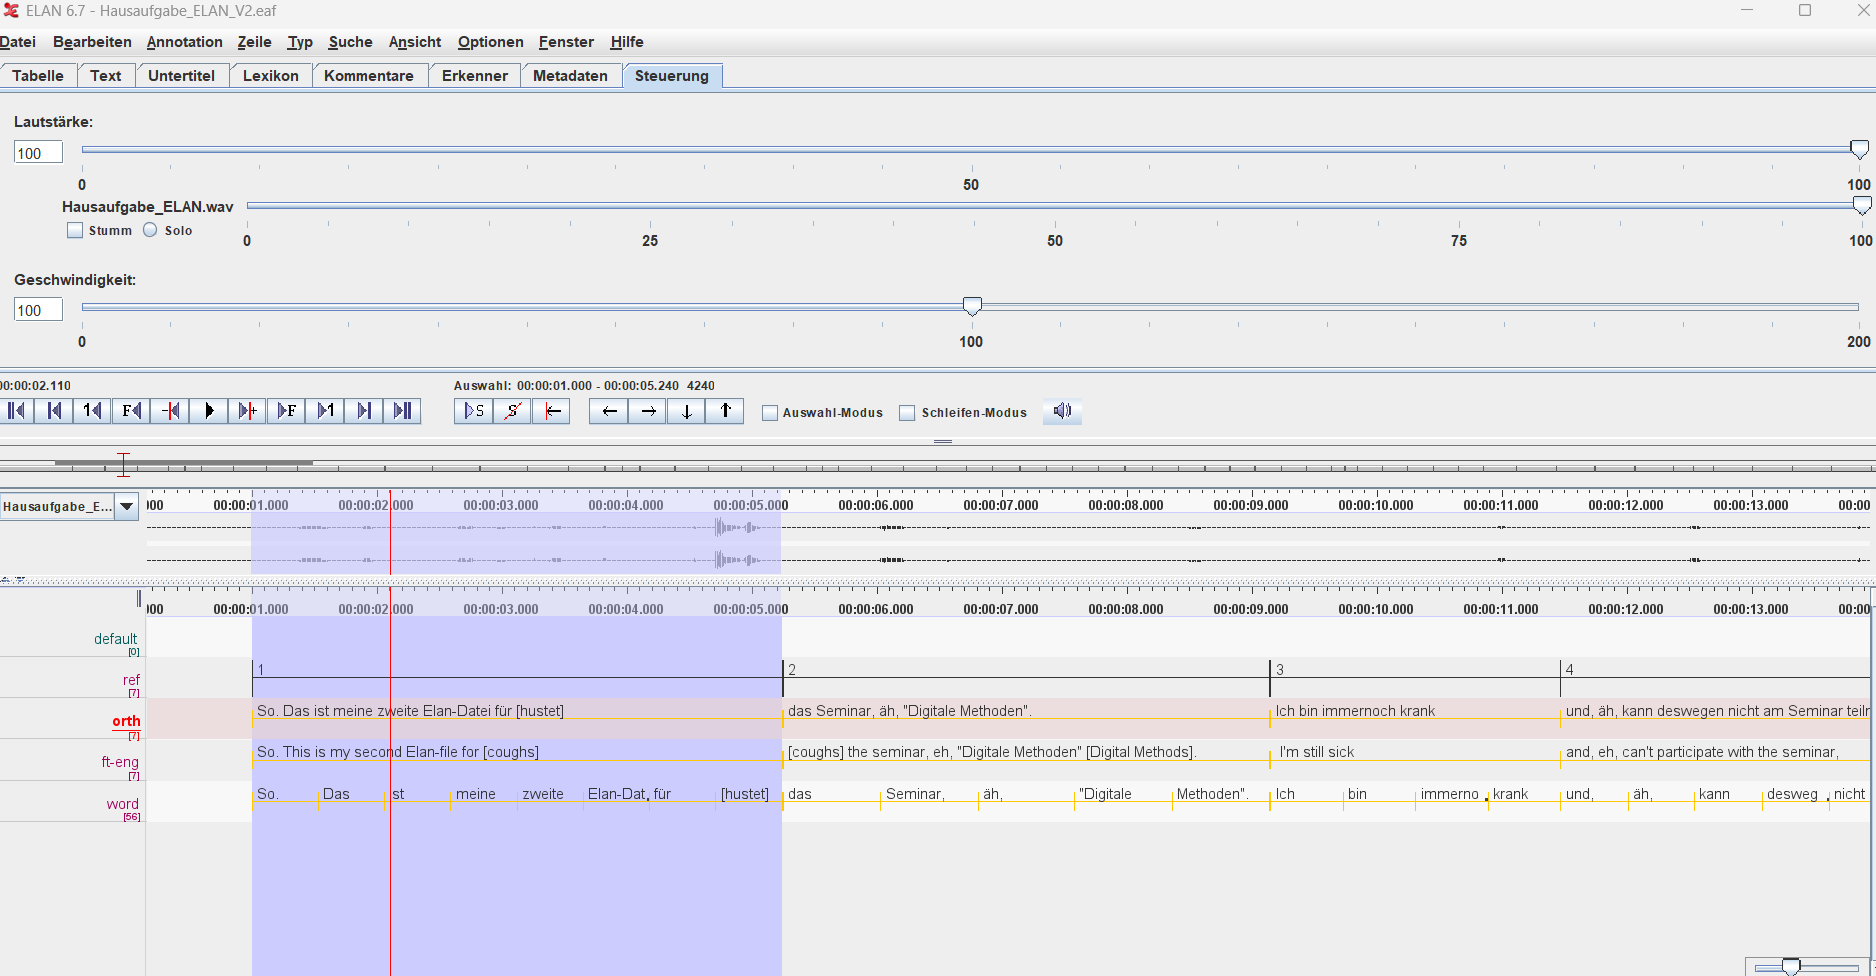 ELAN 6.7 - Hausaufgabe_ELAN_V2.eaf
Datei Bearbeiten Annotation Zeile Typ Suche Ansicht Optionen Fenster Hilfe
Tabelle Text Untertitel Lexikon Kommentare Erkenner Metadaten Steuerung
Lautstärke:
100
0 50 100
Hausaufgabe_ELAN.wav
Stumm Solo
0 25 50 75 100
Geschwindigkeit:
100
0 100 200
00:00:02.110
Auswahl: 00:00:01.000 - 00:00:05.240 4240
Auswahl-Modus Schleifen-Modus
Hausaufgabe_E...
000 00:00:01.000 00:00:02.000 00:00:03.000 00:00:04.000 00:00:05.000 00:00:06.000 00:00:07.000 00:00:08.000 00:00:09.000 00:00:10.000 00:00:11.000 00:00:12.000 00:00:13.000 00:00
000 00:00:01.000 00:00:02.000 00:00:03.000 00:00:04.000 00:00:05.000 00:00:06.000 00:00:07.000 00:00:08.000 00:00:09.000 00:00:10.000 00:00:11.000 00:00:12.000 00:00:13.000 00:00
default
[0]
ref 1 2 3 4
[7]
orth So. Das ist meine zweite Elan-Datei für [hustet] das Seminar, äh, "Digitale Methoden". Ich bin immernoch krank und, äh, kann deswegen nicht am Seminar teilr
[7]
ft-eng So. This is my second Elan-file for [coughs] [coughs] the seminar, eh, "Digitale Methoden" [Digital Methods]. I'm still sick and, eh, can't participate with the seminar,
[7]
word So. Das ist meine zweite Elan-Dat. für [hustet] das Seminar, äh, "Digitale Methoden". Ich bin immerno. krank und, äh, kann desweg. nicht
[56]